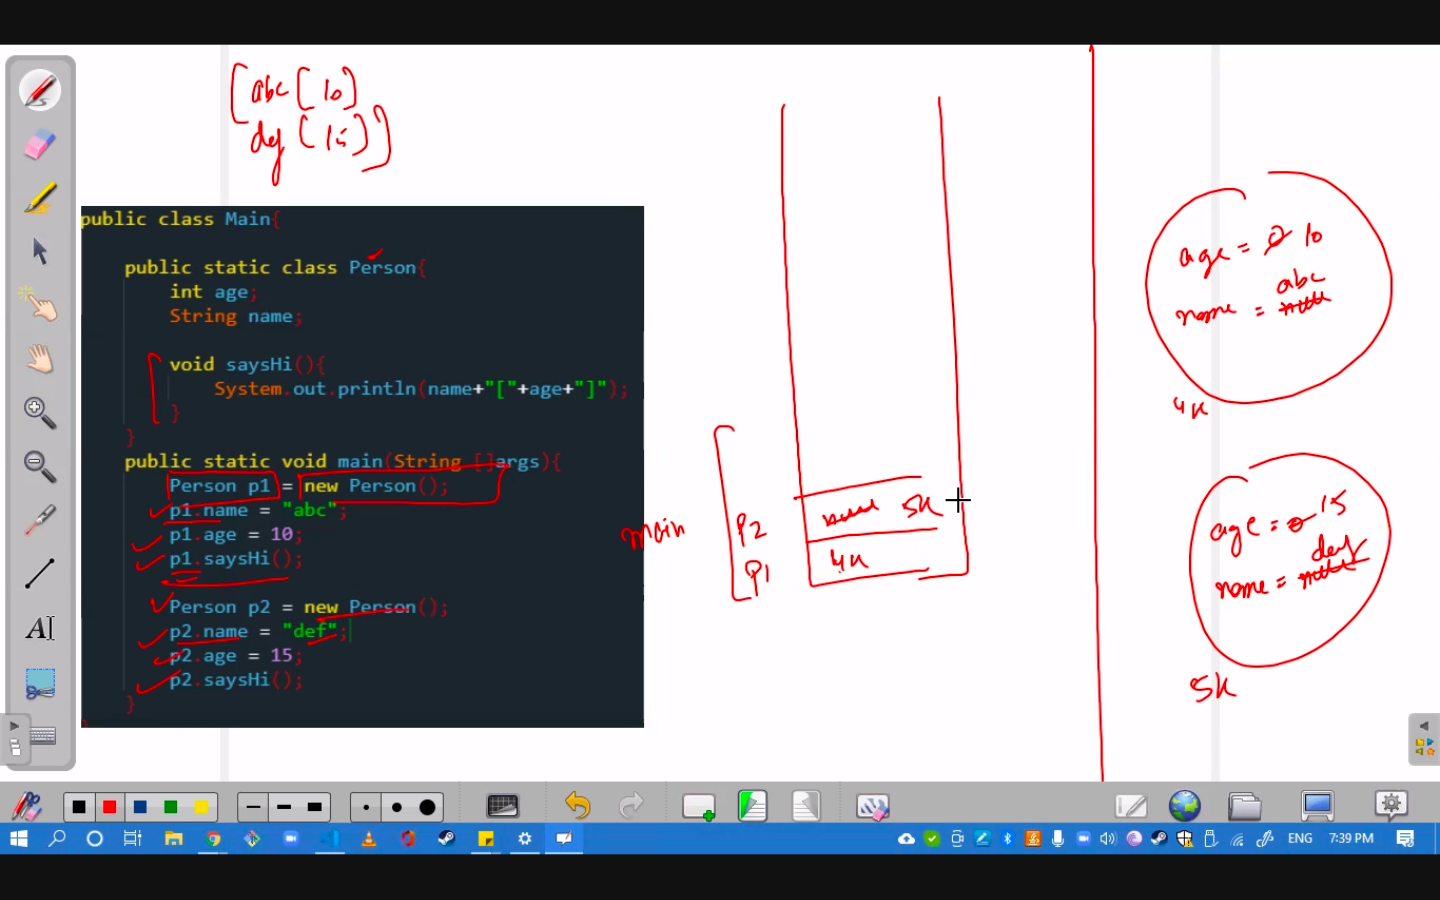 abc [ 10 ]
def [ 15 ]
public class Main{
public static class Person{
int age;
String name;
void saysHi(){
System.out.println(name+"["+age+"]");
}
}
public static void main(String []args){
Person p1 = new Person();
p1.name = "abc";
p1.age = 10;
p1.saysHi();
Person p2 = new Person();
p2.name = "def";
p2.age = 15;
p2.saysHi();
}
main
p2
null 5k
p1
4k
age = 0 10
abc
name = null
4k
age = 0 15
def
name = null
5k
AI
ENG
7:39 PM